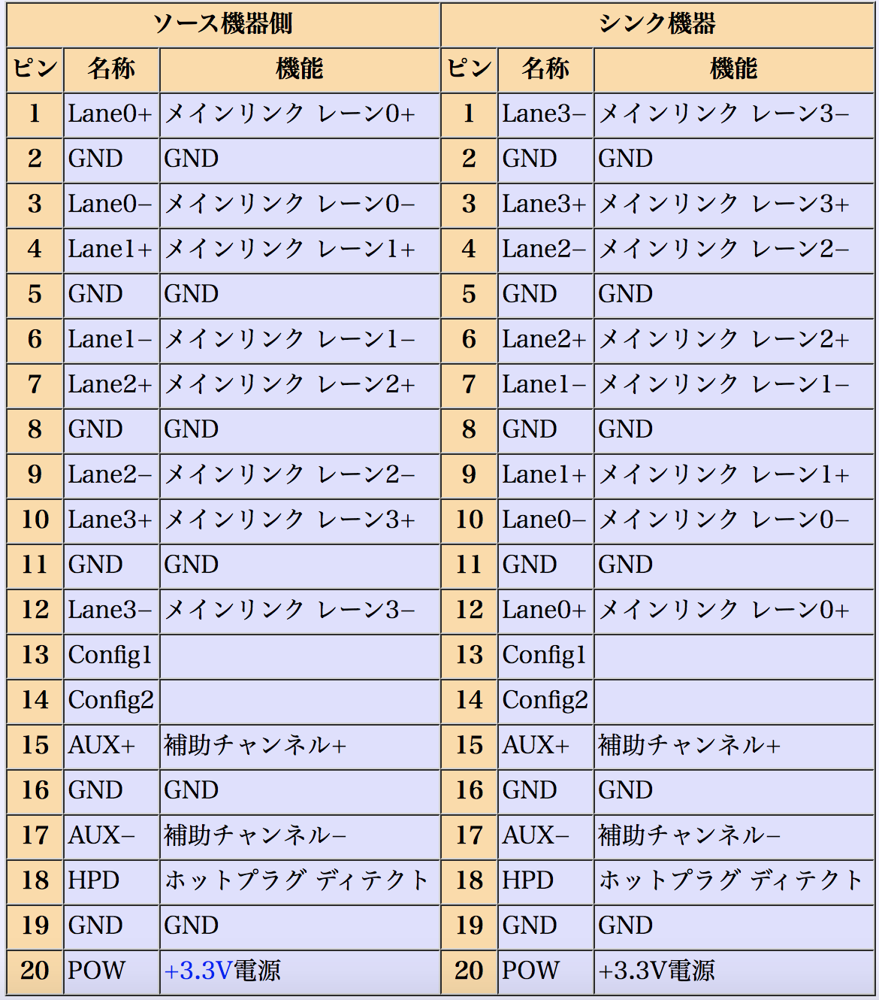 ソース機器側 シンク機器
ピン 名称 機能 ピン 名称 機能
1 Lane0+ メインリンク レーン0+ 1 Lane3− メインリンク レーン3−
2 GND GND 2 GND GND
3 Lane0− メインリンク レーン0− 3 Lane3+ メインリンク レーン3+
4 Lane1+ メインリンク レーン1+ 4 Lane2− メインリンク レーン2−
5 GND GND 5 GND GND
6 Lane1− メインリンク レーン1− 6 Lane2+ メインリンク レーン2+
7 Lane2+ メインリンク レーン2+ 7 Lane1− メインリンク レーン1−
8 GND GND 8 GND GND
9 Lane2− メインリンク レーン2− 9 Lane1+ メインリンク レーン1+
10 Lane3+ メインリンク レーン3+ 10 Lane0− メインリンク レーン0−
11 GND GND 11 GND GND
12 Lane3− メインリンク レーン3− 12 Lane0+ メインリンク レーン0+
13 Config1 13 Config1
14 Config2 14 Config2
15 AUX+ 補助チャンネル+ 15 AUX+ 補助チャンネル+
16 GND GND 16 GND GND
17 AUX− 補助チャンネル− 17 AUX− 補助チャンネル−
18 HPD ホットプラグ ディテクト 18 HPD ホットプラグ ディテクト
19 GND GND 19 GND GND
20 POW +3.3V電源 20 POW +3.3V電源